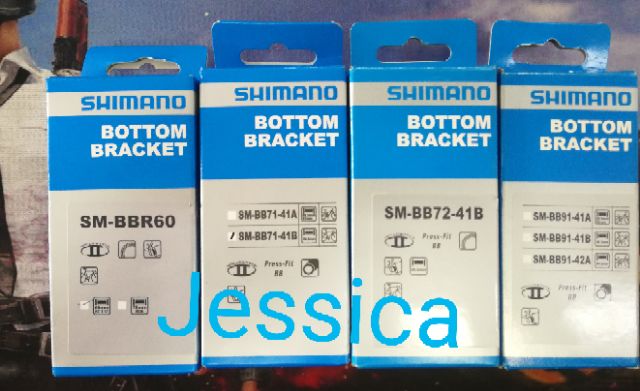 SHIMANO
BOTTOM
BRACKET
SM-BBR60
SHIMANO
BOTTOM
BRACKET
SM-BB71-41A
SM-BB71-41B
Press-Fit
BB
SHIMANO
BOTTOM
BRACKET
SM-BB72-41B
Press-Fit
BB
SHIMANO
BOTTOM
BRACKET
SM-BB91-41A
SM-BB91-41B
SM-BB91-42A
Press-Fit
BB
Jessica